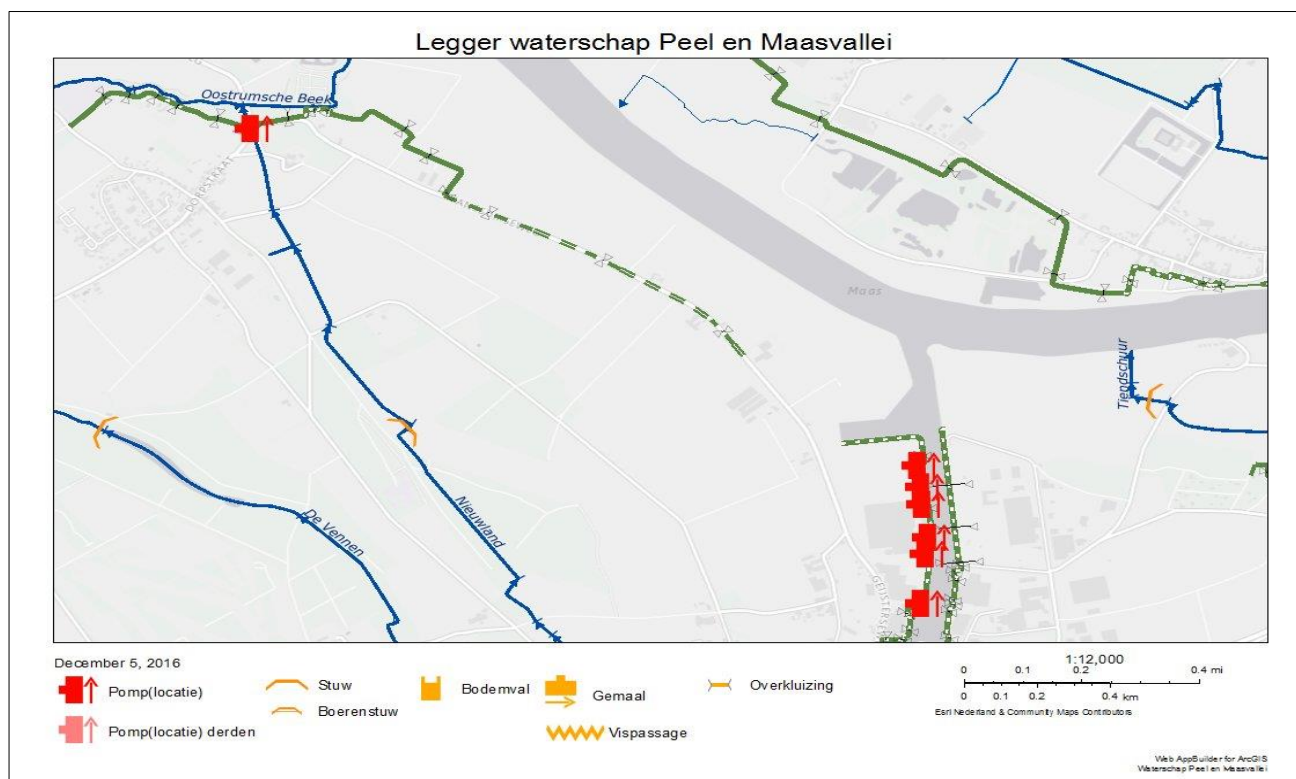 Legger waterschap Peel en Maasvallei
Oostrumsche Beek
DORPSTRAAT
Maas
Tiendschuur
Nieuwland
De Vennen
December 5, 2016
1:12,000
0 0.1 0.2 0.4 mi
0 0.1 0.2 0.4 km
Esri Nederland & Community Maps Contributors
Pomp(locatie)
Stuw
Bodemval
Gemaal
Overkluizing
Boerenstuw
Pomp(locatie) derden
Vispassage
Web AppBuilder for ArcGIS
Waterschap Peel en Maasvallei